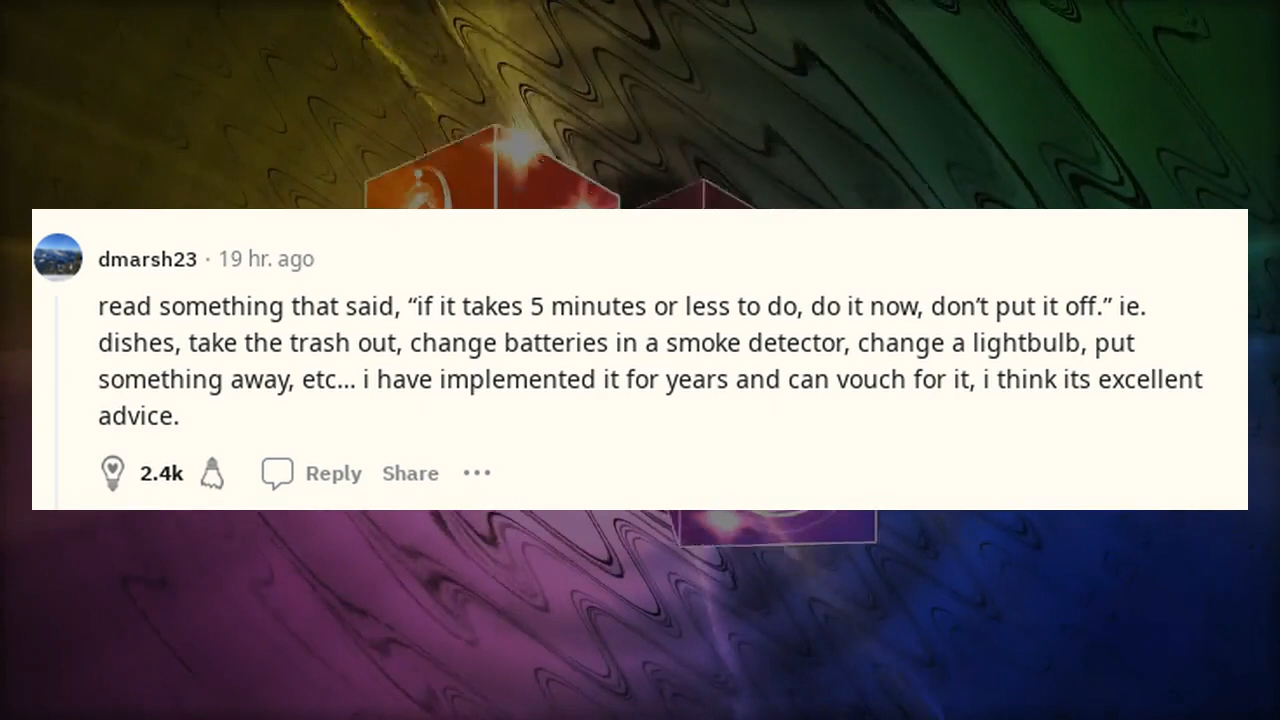 dmarsh23 · 19 hr. ago
read something that said, “if it takes 5 minutes or less to do, do it now, don’t put it off.” ie.
dishes, take the trash out, change batteries in a smoke detector, change a lightbulb, put
something away, etc... i have implemented it for years and can vouch for it, i think its excellent
advice.
2.4k Reply Share •••